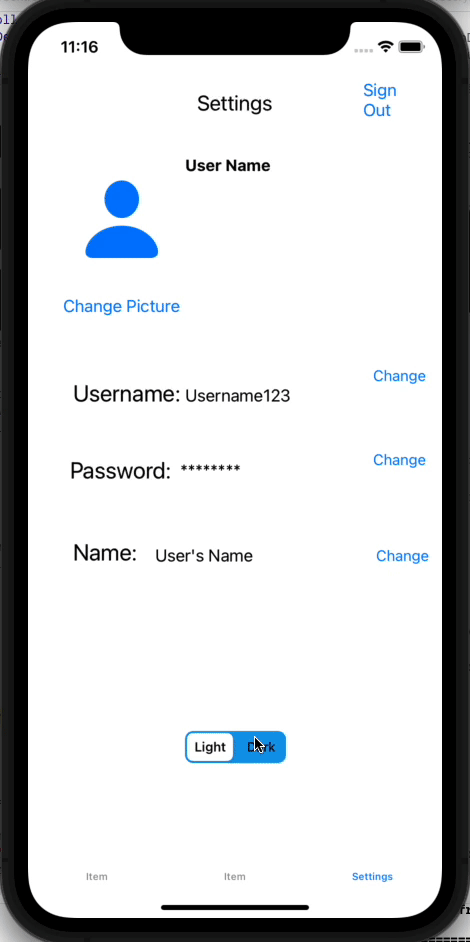 11:16
Sign
Out
Settings
User Name
Change Picture
Change
Username: Username123
Change
Password: ********
Name: User's Name
Change
Light
Dark
Item
Item
Settings